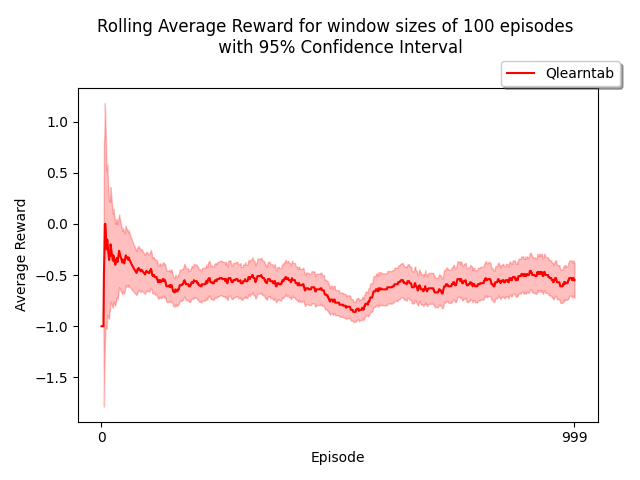 Rolling Average Reward for window sizes of 100 episodes
with 95% Confidence Interval
Qlearntab
1.0
0.5
0.0
−0.5
−1.0
−1.5
Average Reward
0
999
Episode